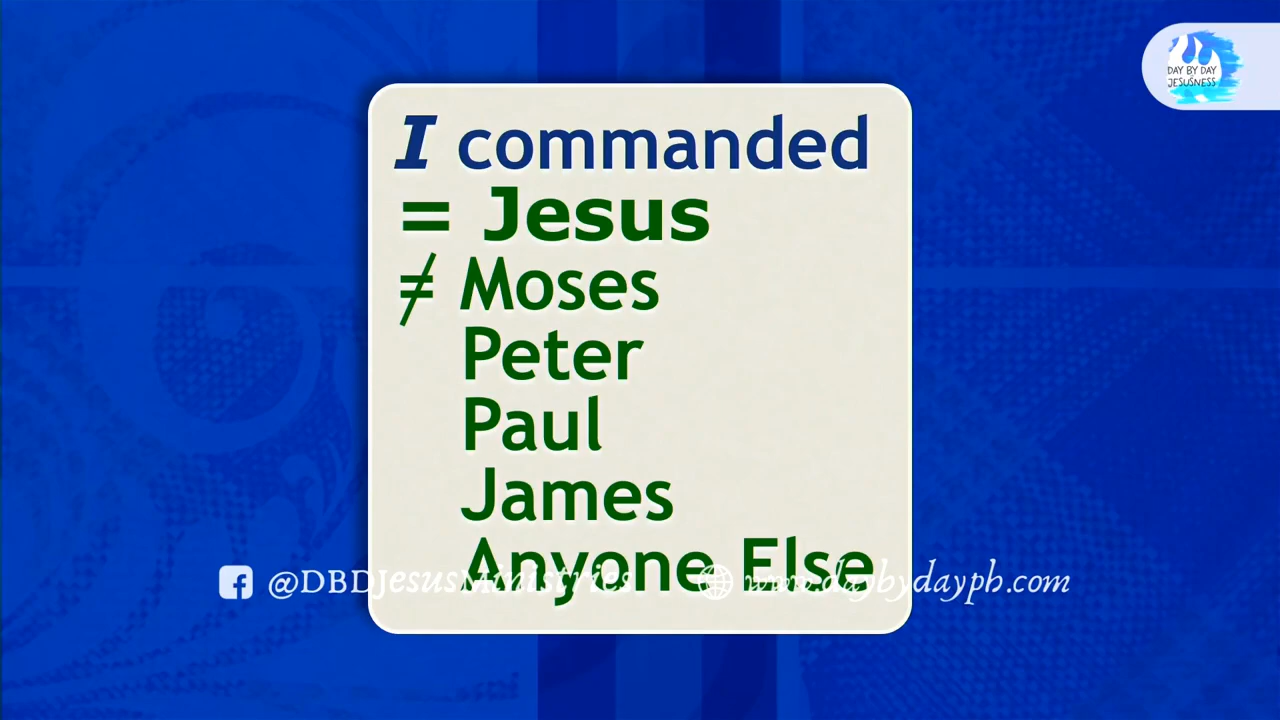 DAY BY DAY
JESUSNESS
I commanded
= Jesus
≠ Moses
Peter
Paul
James
Anyone Else
@DBDJesusMinistries
www.daybydayph.com